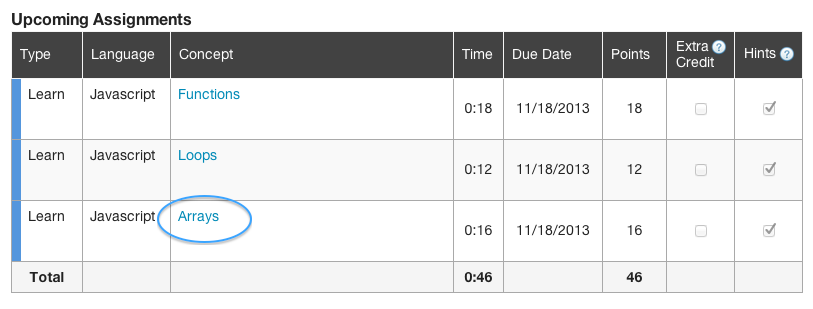 Upcoming Assignments
Type Language Concept Time Due Date Points Extra ? Credit Hints ?
Learn Javascript Functions 0:18 11/18/2013 18
Learn Javascript Loops 0:12 11/18/2013 12
Learn Javascript Arrays 0:16 11/18/2013 16
Total 0:46 46